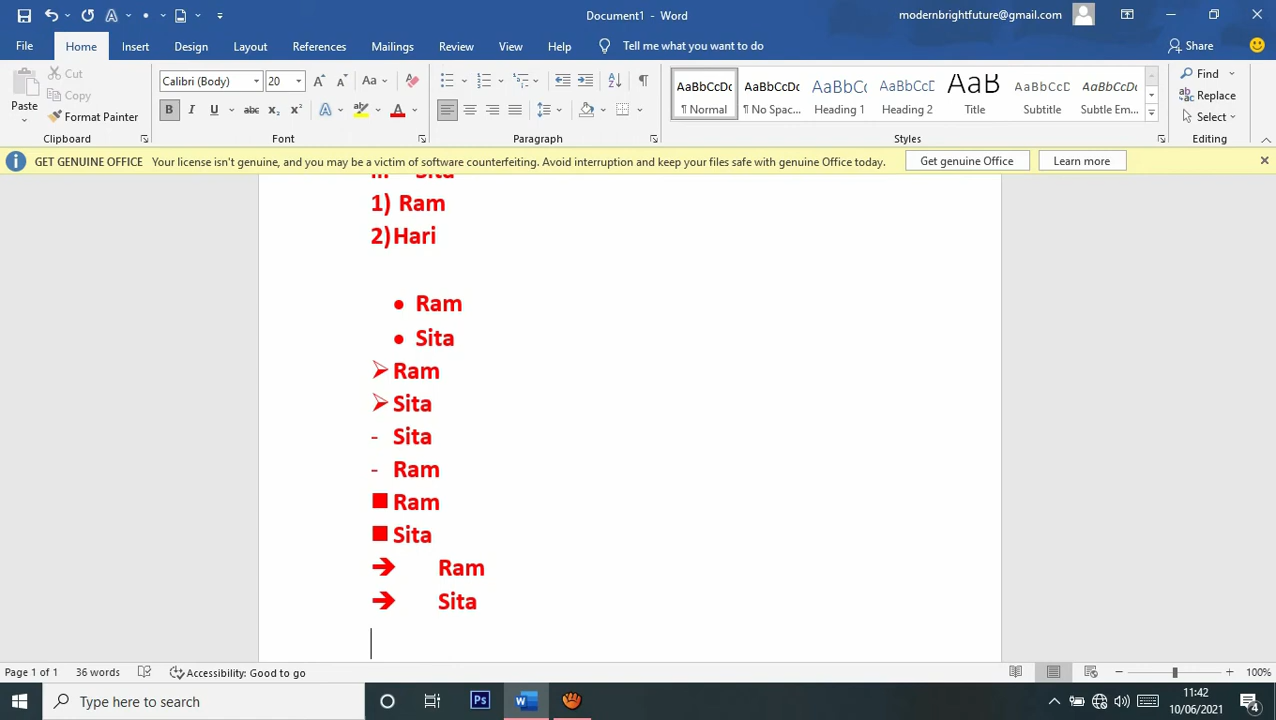 Document1 - Word
modernbrightfuture@gmail.com
File Home Insert Design Layout References Mailings Review View Help Tell me what you want to do Share
Paste
Cut
Copy
Format Painter
Clipboard
Calibri (Body) 20
Font
Paragraph
AaBbCcDc AaBbCcDc AaBbCc AaBbCcD AaB AaBbCcD AaBbCcDc
¶ Normal ¶ No Spac... Heading 1 Heading 2 Title Subtitle Subtle Em...
Styles
Find
Replace
Select
Editing
GET GENUINE OFFICE Your license isn't genuine, and you may be a victim of software counterfeiting. Avoid interruption and keep your files safe with genuine Office today. Get genuine Office Learn more
Sita
1) Ram
2) Hari
• Ram
• Sita
➢ Ram
➢ Sita
- Sita
- Ram
■ Ram
■ Sita
➔ Ram
➔ Sita
Page 1 of 1 36 words Accessibility: Good to go 100%
Type here to search
Ps
11:42
10/06/2021
4